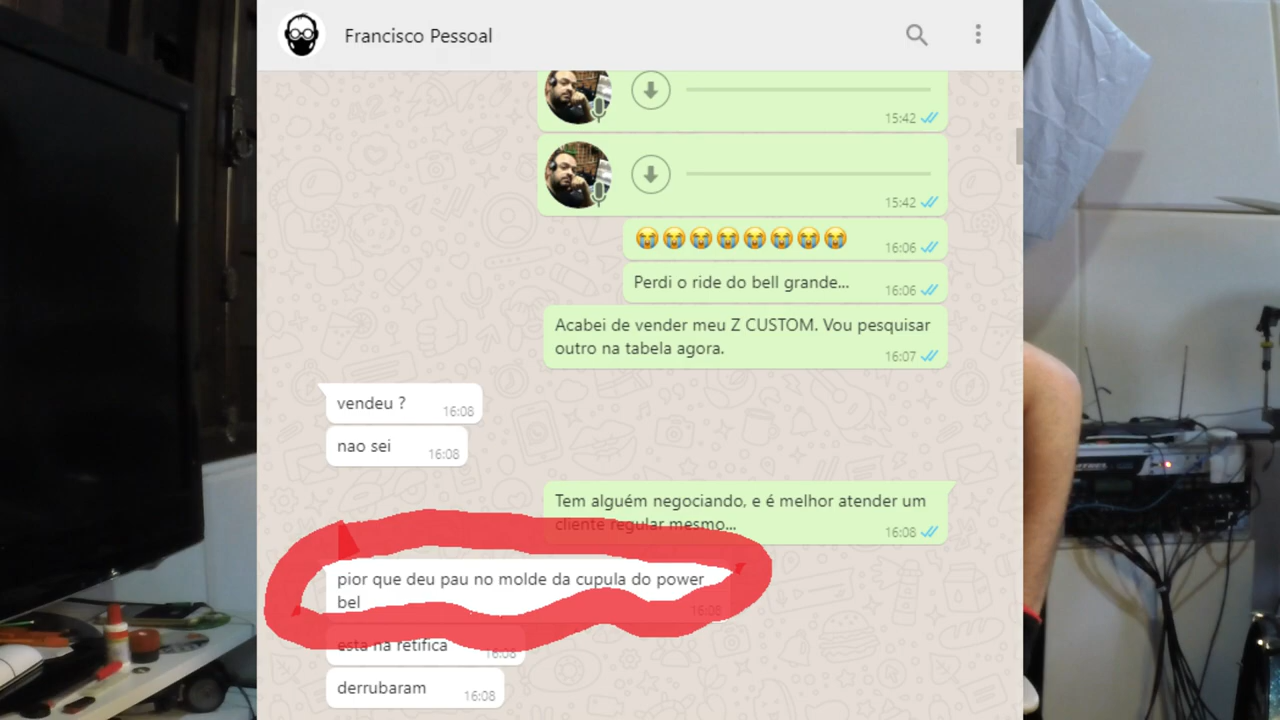 Francisco Pessoal
15:42
15:42
😭😭😭😭😭😭😭😭 16:06
Perdi o ride do bell grande... 16:06
Acabei de vender meu Z CUSTOM. Vou pesquisar
outro na tabela agora. 16:07
vendeu ? 16:08
nao sei 16:08
Tem alguém negociando, e é melhor atender um
cliente regular mesmo... 16:08
pior que deu pau no molde da cupula do power
bel 16:08
esta na retifica 16:08
derrubaram 16:08